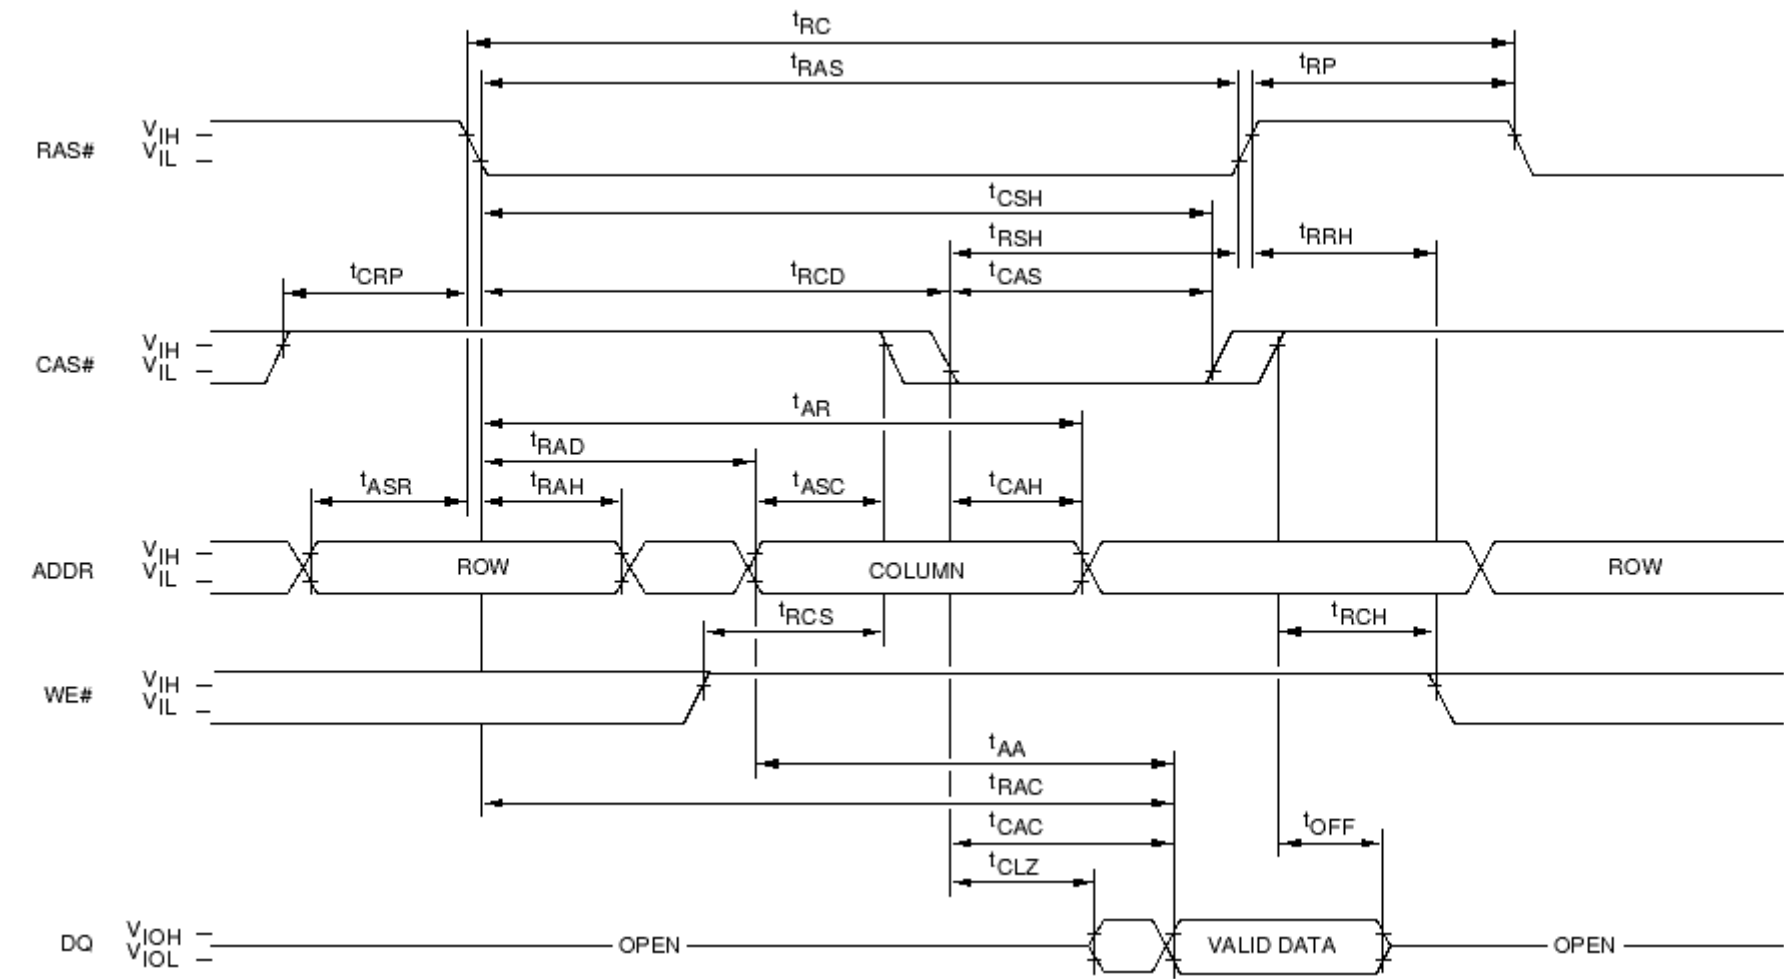 tRC
tRAS tRP
RAS# VIH
VIL
tCSH
tRSH tRRH
tCRP tRCD tCAS
CAS# VIH
VIL
tAR
tRAD
tASR tRAH tASC tCAH
ADDR VIH
VIL
ROW COLUMN ROW
tRCS tRCH
WE# VIH
VIL
tAA
tRAC
tCAC tOFF
tCLZ
DQ VIOH
VIOL
OPEN VALID DATA OPEN